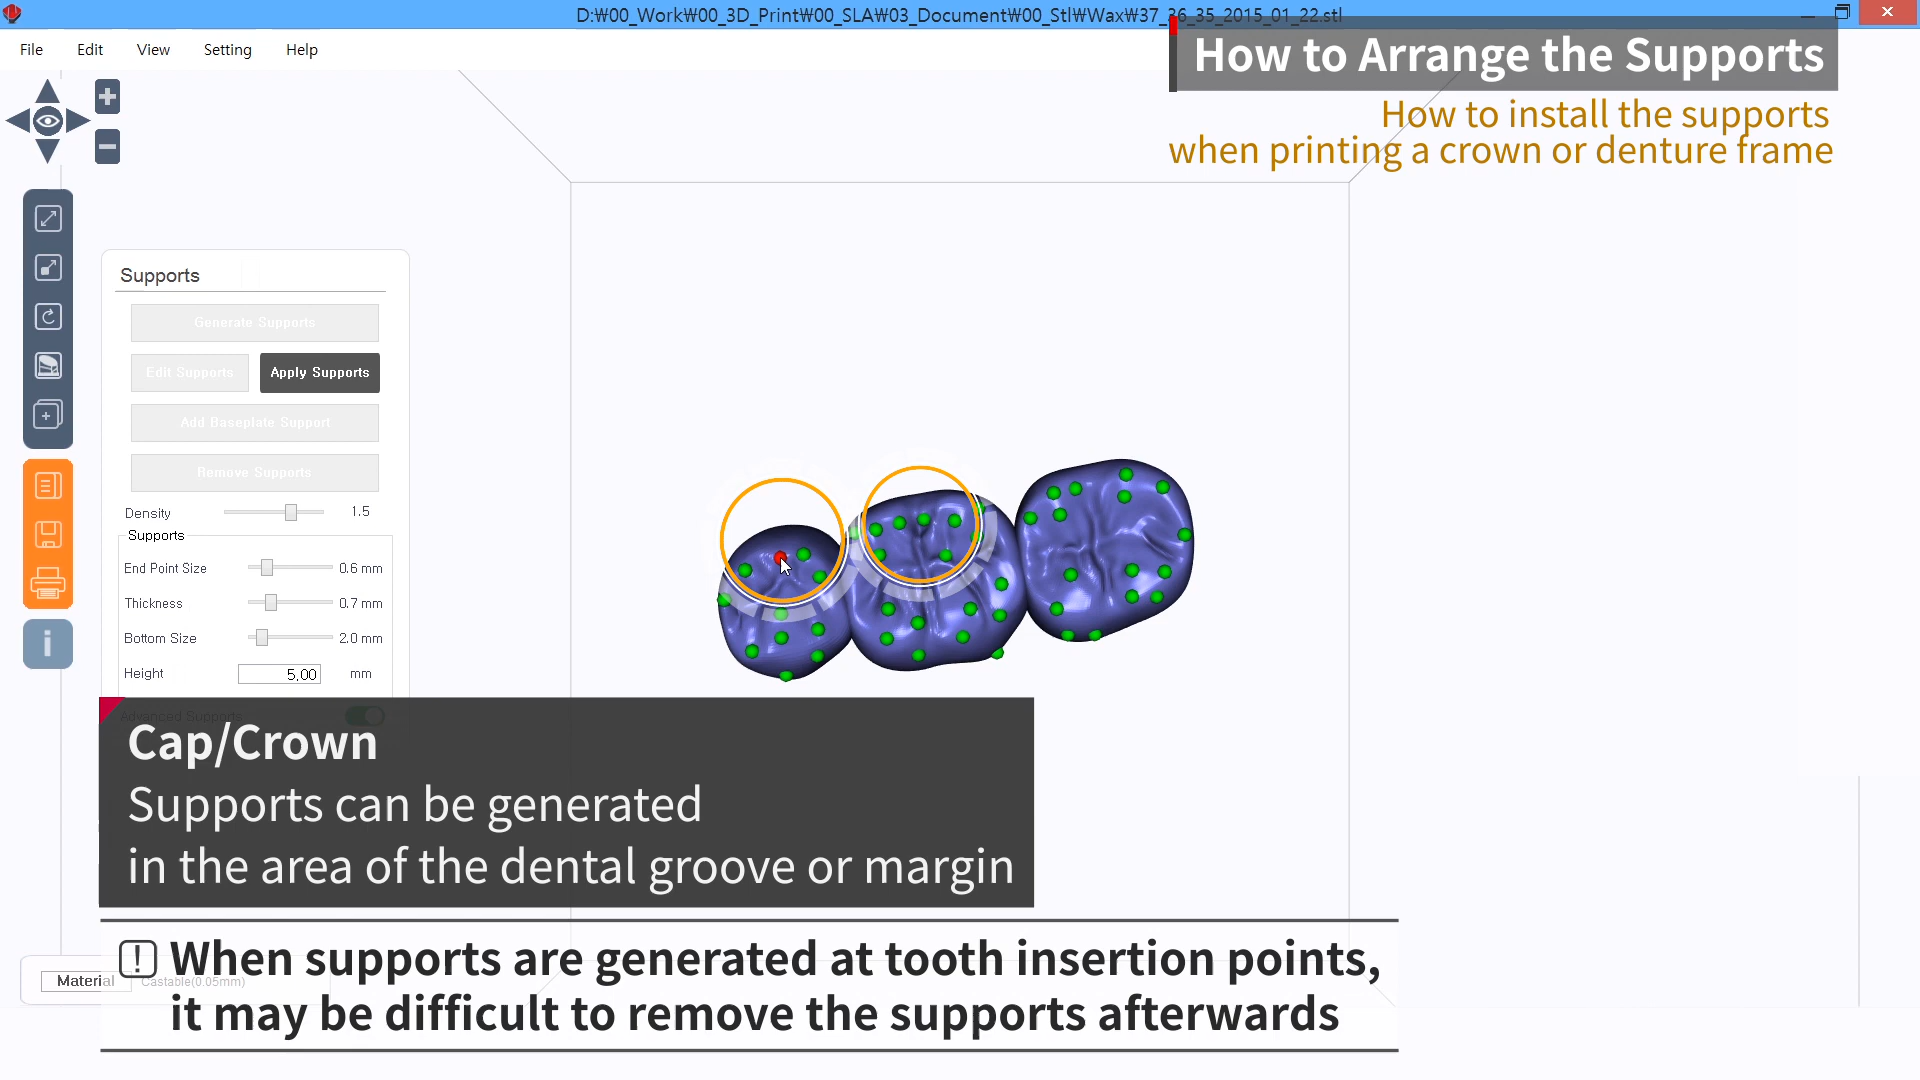 D:₩00_Work₩00_3D_Print₩00_SLA₩03_Document₩00_Stl₩Wax₩37_36_35_2015_01_22.stl
File Edit View Setting Help
How to Arrange the Supports
How to install the supports
when printing a crown or denture frame
Supports
Generate Supports
Edit Supports Apply Supports
Add Baseplate Support
Remove Supports
Density 1.5
Supports
End Point Size 0.6 mm
Thickness 0.7 mm
Bottom Size 2.0 mm
Height 5,00 mm
Advanced Supports
Cap/Crown
Supports can be generated
in the area of the dental groove or margin
When supports are generated at tooth insertion points,
it may be difficult to remove the supports afterwards
Material Castable(0.05mm)